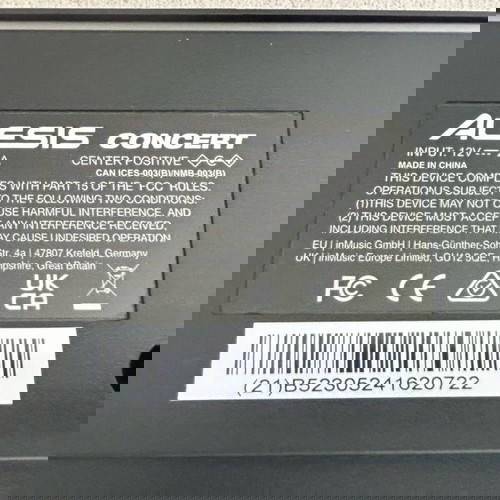 ALESIS CONCERT
INPUT: 12V A CENTER POSITIVE
CAN ICES-003(B)/NMB-003(B)
MADE IN CHINA
THIS DEVICE COMPLIES WITH PART 15 OF THE FCC RULES.
OPERATION IS SUBJECT TO THE FOLLOWING TWO CONDITIONS:
(1)THIS DEVICE MAY NOT CAUSE HARMFUL INTERFERENCE, AND
(2) THIS DEVICE MUST ACCEPT ANY INTERFERENCE RECEIVED,
INCLUDING INTERFERENCE THAT MAY CAUSE UNDESIRED OPERATION.
EU | inMusic GmbH | Hans-Günther-Soh
Str. 4a | 47807 Krefeld, Germany
UK | inMusic Europe Limited, GU12
pshire, Great Britain
UK
CA
FC
CE
(21)B52305241620722